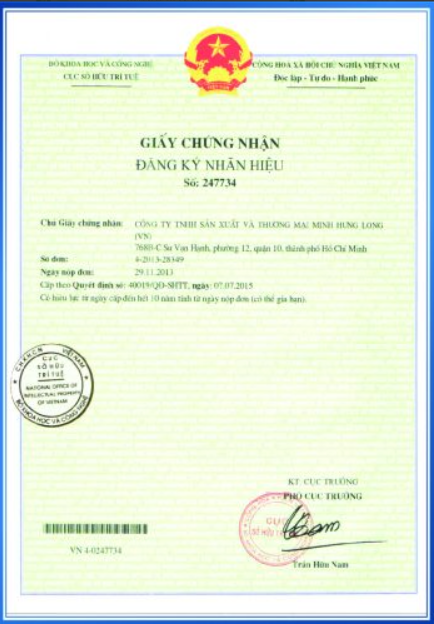 BỘ KHOA HỌC VÀ CÔNG NGHỆ
CỤC SỞ HỮU TRÍ TUỆ
CỘNG HÒA XÃ HỘI CHỦ NGHĨA VIỆT NAM
Độc lập - Tự do - Hạnh phúc
GIẤY CHỨNG NHẬN
ĐĂNG KÝ NHÃN HIỆU
Số: 247734
Chủ Giấy chứng nhận: CÔNG TY TNHH SẢN XUẤT VÀ THƯƠNG MẠI MINH HƯNG LONG
(VN)
7689-C Sư Vạn Hạnh, phường 12, quận 10, thành phố Hồ Chí Minh
Số đơn: 4-2013-28349
Ngày nộp đơn: 29.11.2013
Cấp theo Quyết định số: 40019/QĐ-SHTT, ngày: 07.07.2015
Có hiệu lực từ ngày cấp đến hết 10 năm tính từ ngày nộp đơn (có thể gia hạn).
CỤC
SỞ HỮU
TRÍ TUỆ
NATIONAL OFFICE OF
INTELLECTUAL PROPERTY
OF VIETNAM
BỘ KHOA HỌC VÀ CÔNG NGHỆ
KT. CỤC TRƯỞNG
PHÓ CỤC TRƯỞNG
CỤC
Trần Hữu Nam
VN 4-0247734